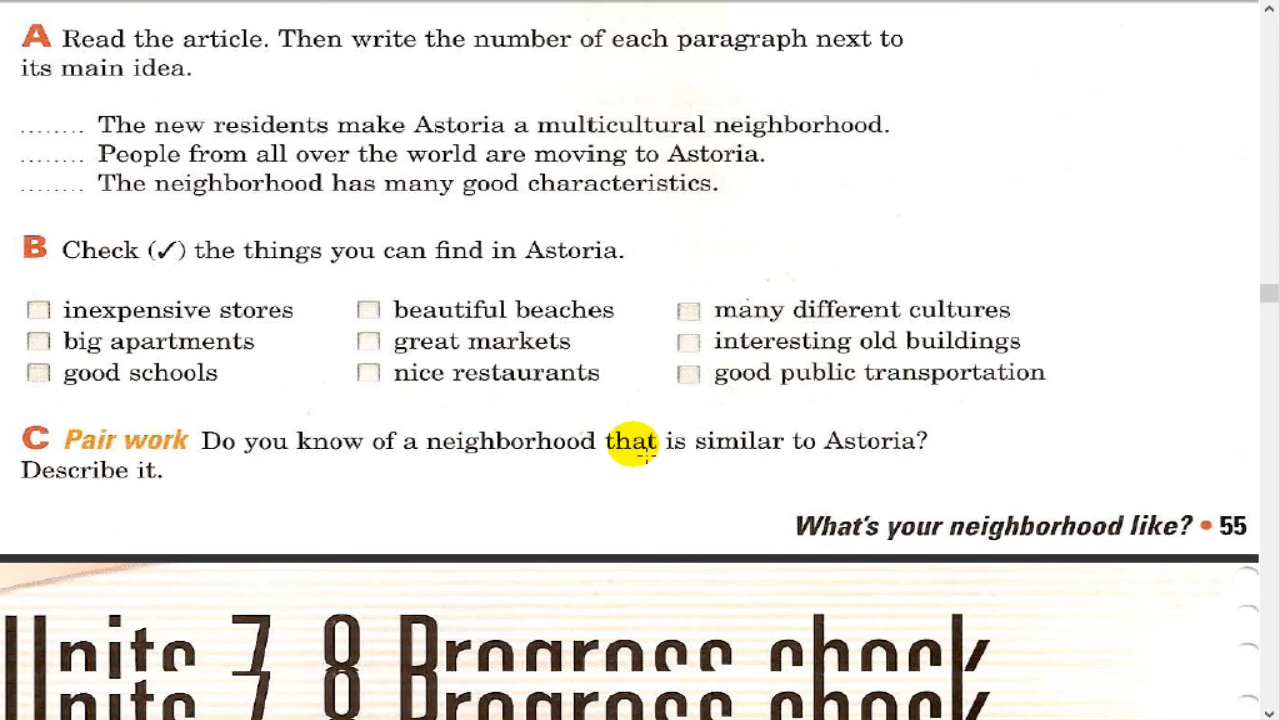 A Read the article. Then write the number of each paragraph next to
its main idea.
........ The new residents make Astoria a multicultural neighborhood.
........ People from all over the world are moving to Astoria.
........ The neighborhood has many good characteristics.
B Check (✓) the things you can find in Astoria.
inexpensive stores beautiful beaches many different cultures
big apartments great markets interesting old buildings
good schools nice restaurants good public transportation
C Pair work Do you know of a neighborhood that is similar to Astoria?
Describe it.
What's your neighborhood like? • 55
Units 7 8 Progress check